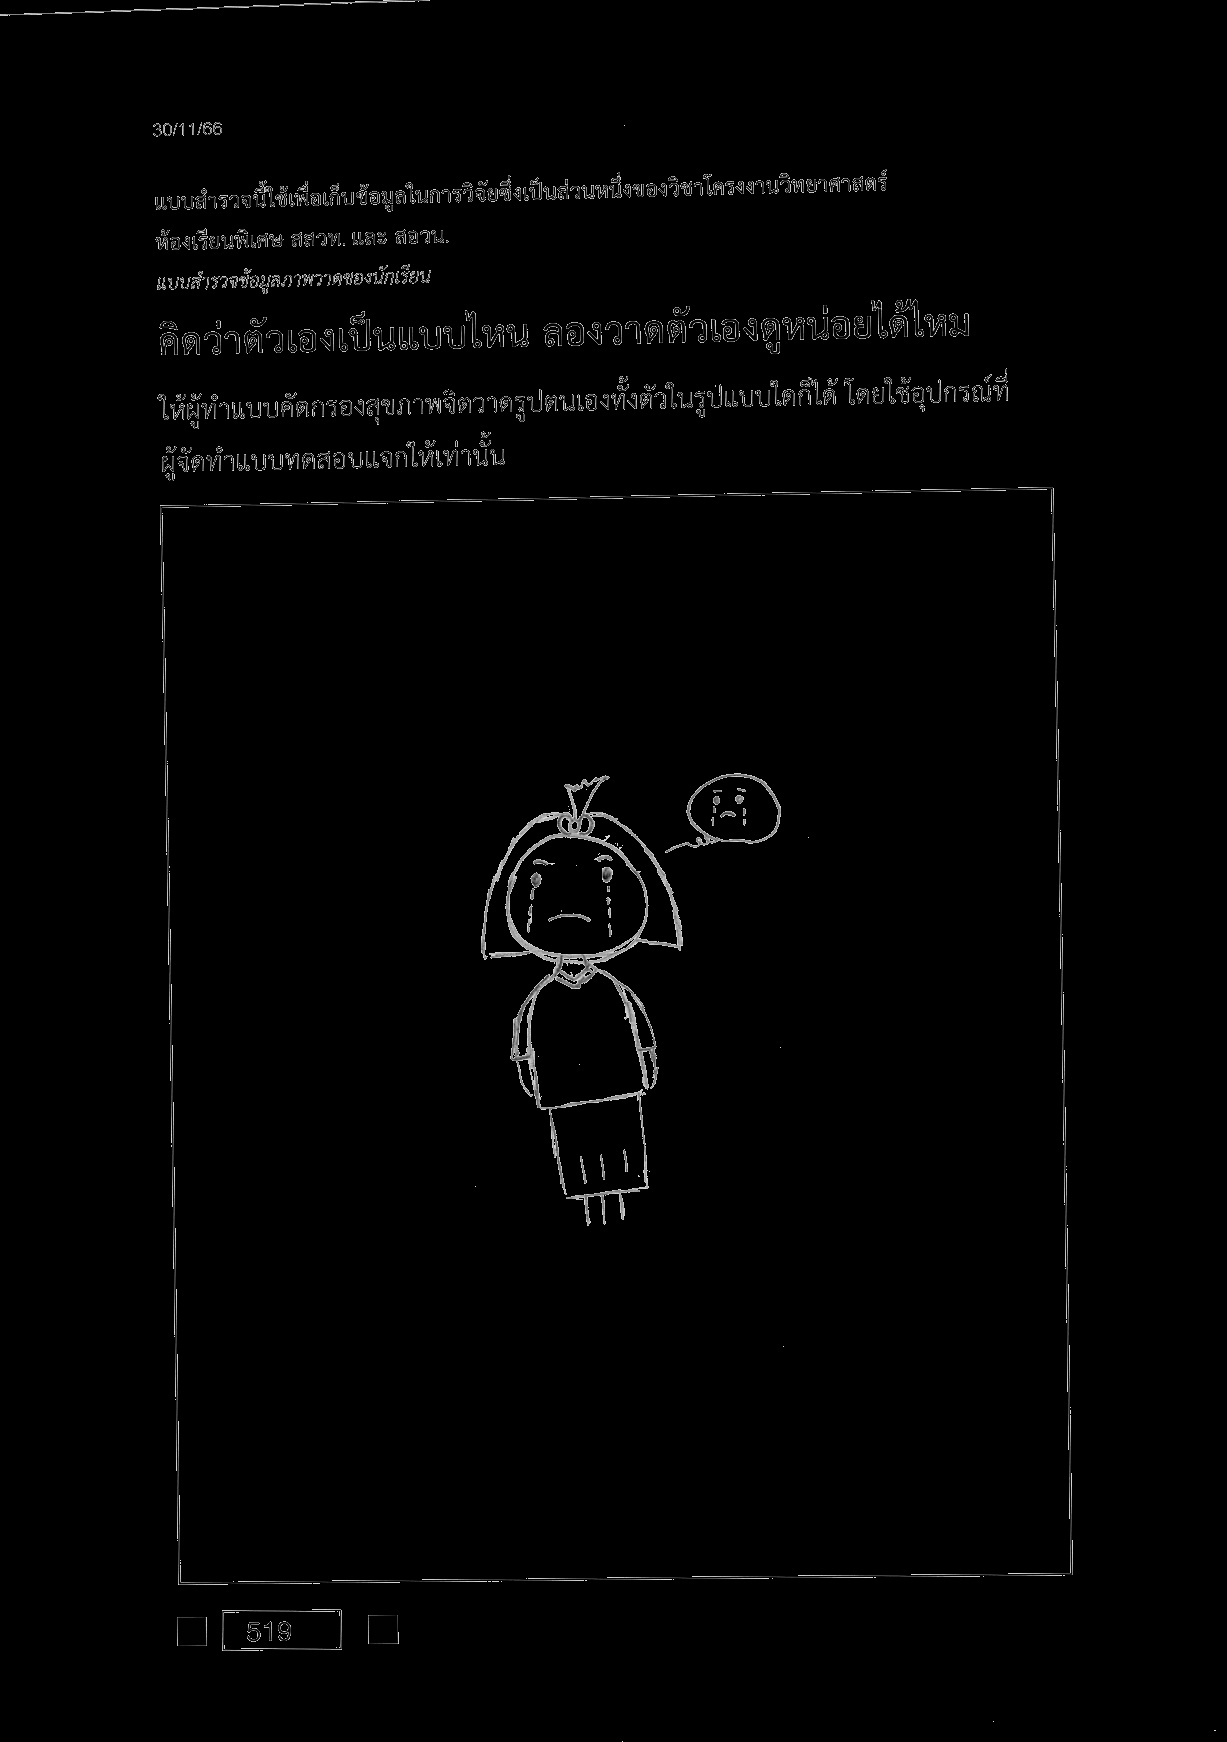 30/11/66
แบบสำรวจนี้ใช้เพื่อเก็บข้อมูลในการวิจัยซึ่งเป็นส่วนหนึ่งของวิชาโครงงานวิทยาศาสตร์
ห้องเรียนพิเศษ สสวท. และ สอวน.
แบบสำรวจข้อมูลภาพวาดของนักเรียน
คิดว่าตัวเองเป็นแบบไหน ลองวาดตัวเองดูหน่อยได้ไหม
ให้ผู้ทำแบบคัดกรองสุขภาพจิตวาดรูปตนเองทั้งตัวในรูปแบบใดก็ได้ โดยใช้อุปกรณ์ที่
ผู้จัดทำแบบทดสอบแจกให้เท่านั้น
519